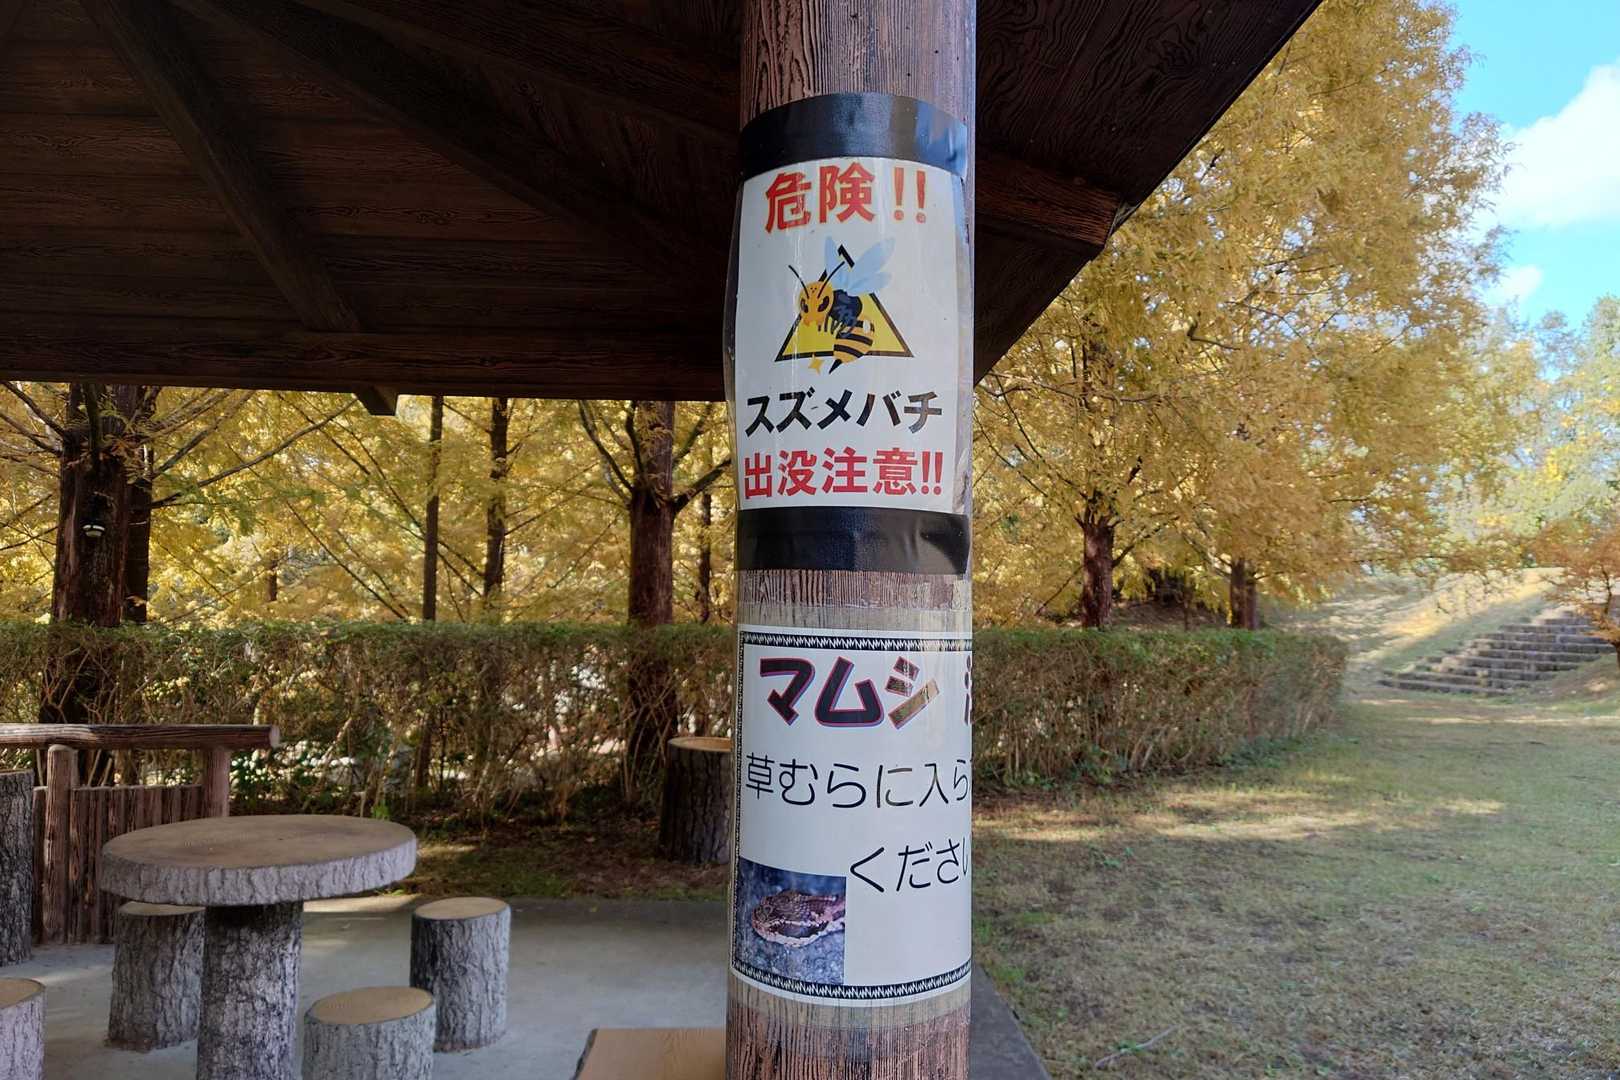 危険!!
スズメバチ
出没注意!!
マムシ
草むらに入ら
くださ